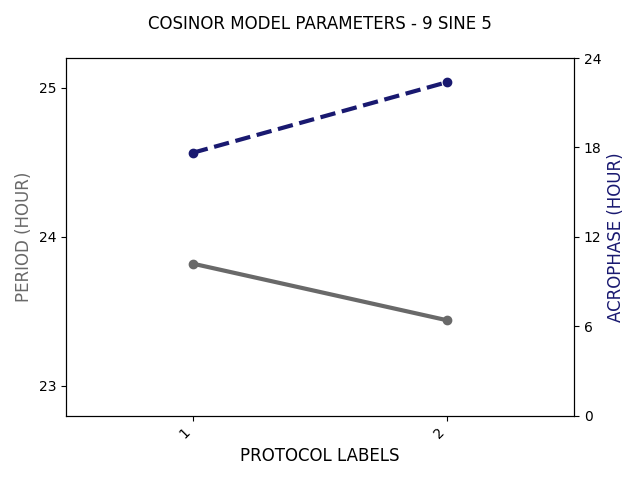 COSINOR MODEL PARAMETERS - 9 SINE 5
25
24
23
PERIOD (HOUR)
24
18
12
6
0
ACROPHASE (HOUR)
1
2
PROTOCOL LABELS